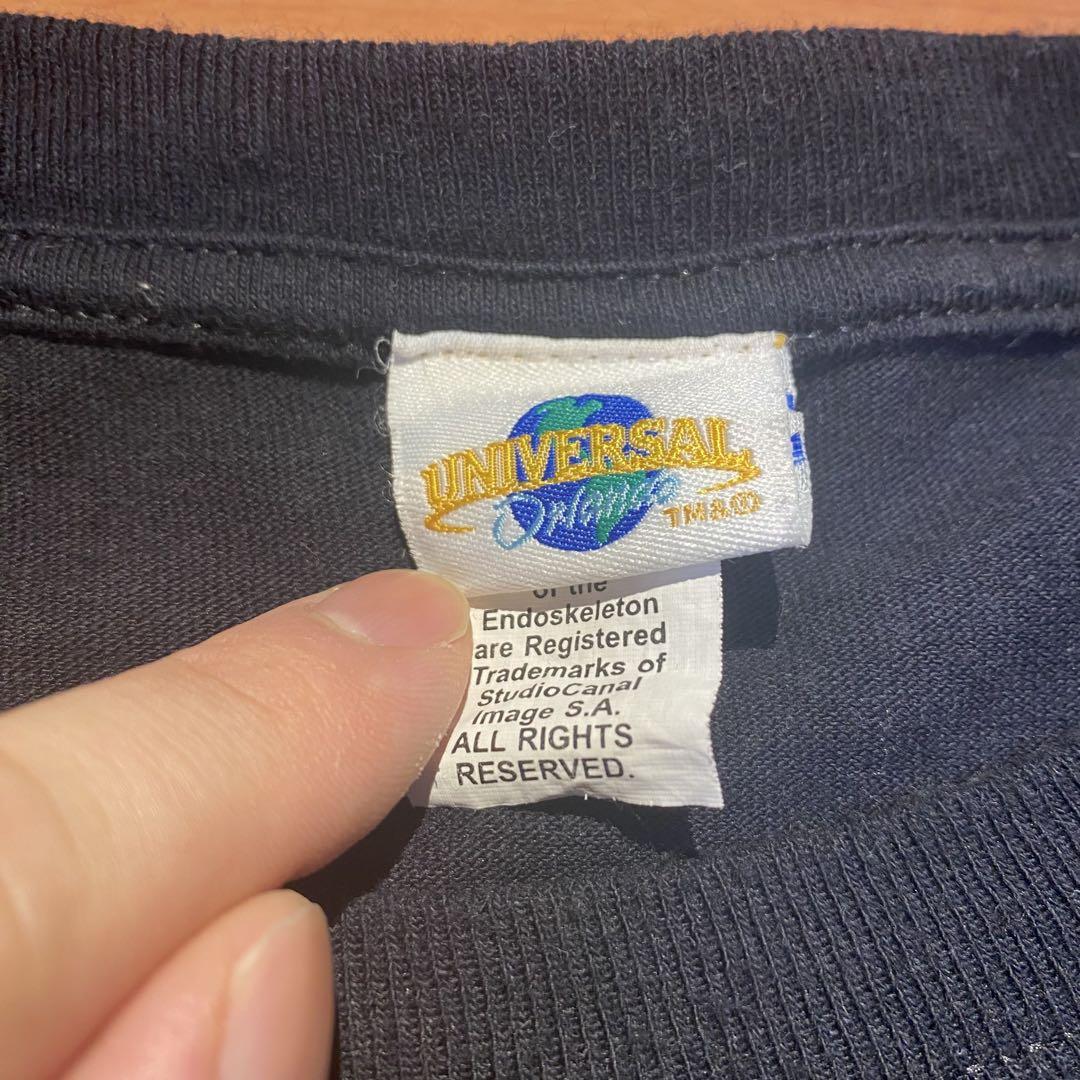 UNIVERSAL
Orlando
TM&©
of the
Endoskeleton
are Registered
Trademarks of
StudioCanal
Image S.A.
ALL RIGHTS
RESERVED.